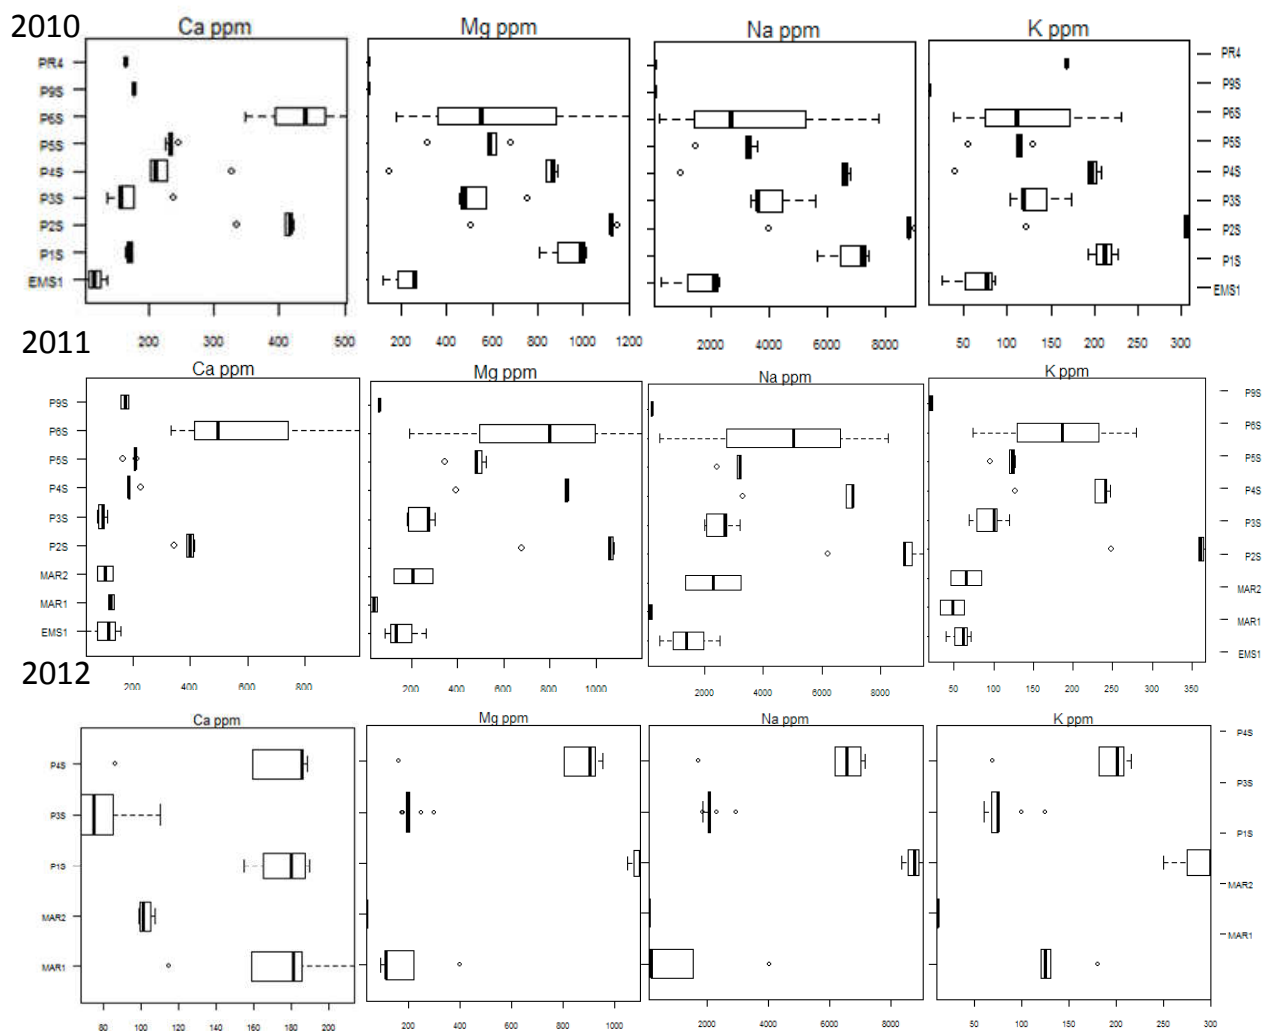 2010
Ca ppm Mg ppm Na ppm K ppm
PR4 PR4
P9S P9S
P6S P6S
P5S P5S
P4S P4S
P3S P3S
P2S P2S
P1S P1S
EMS1 EMS1
200 300 400 500 200 400 600 800 1000 1200 2000 4000 6000 8000 50 100 150 200 250 300
2011
Ca ppm Mg ppm Na ppm K ppm
P9S P9S
P6S P6S
P5S P5S
P4S P4S
P3S P3S
P2S P2S
MAR2 MAR2
MAR1 MAR1
EMS1 EMS1
200 400 600 800 200 400 600 800 1000 2000 4000 6000 8000 50 100 150 200 250 300 350
2012
Ca ppm Mg ppm Na ppm K ppm
P4S P4S
P3S P3S
P1S P1S
MAR2 MAR2
MAR1 MAR1
80 100 120 140 160 180 200 200 400 600 800 1000 2000 4000 6000 8000 50 100 150 200 250 300